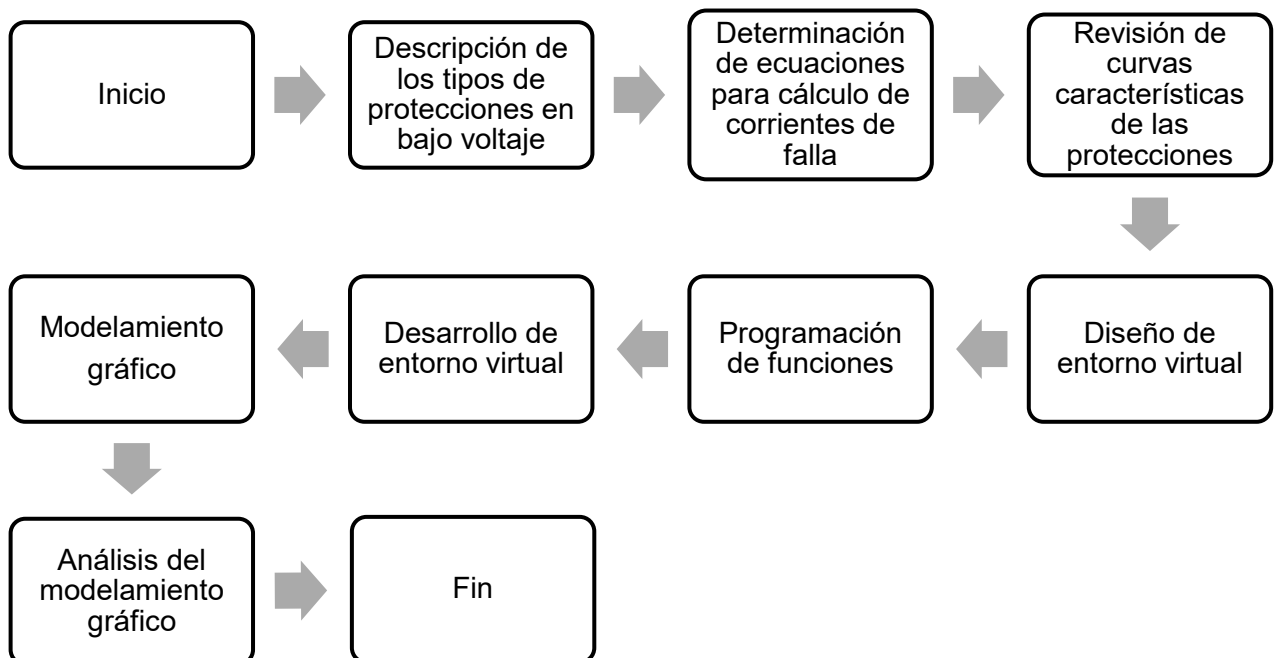 Inicio
Descripción de
los tipos de
protecciones en
bajo voltaje
Determinación
de ecuaciones
para cálculo de
corrientes de
falla
Revisión de
curvas
características
de las
protecciones
Diseño de
entorno virtual
Programación
de funciones
Desarrollo de
entorno virtual
Modelamiento
gráfico
Análisis del
modelamiento
gráfico
Fin